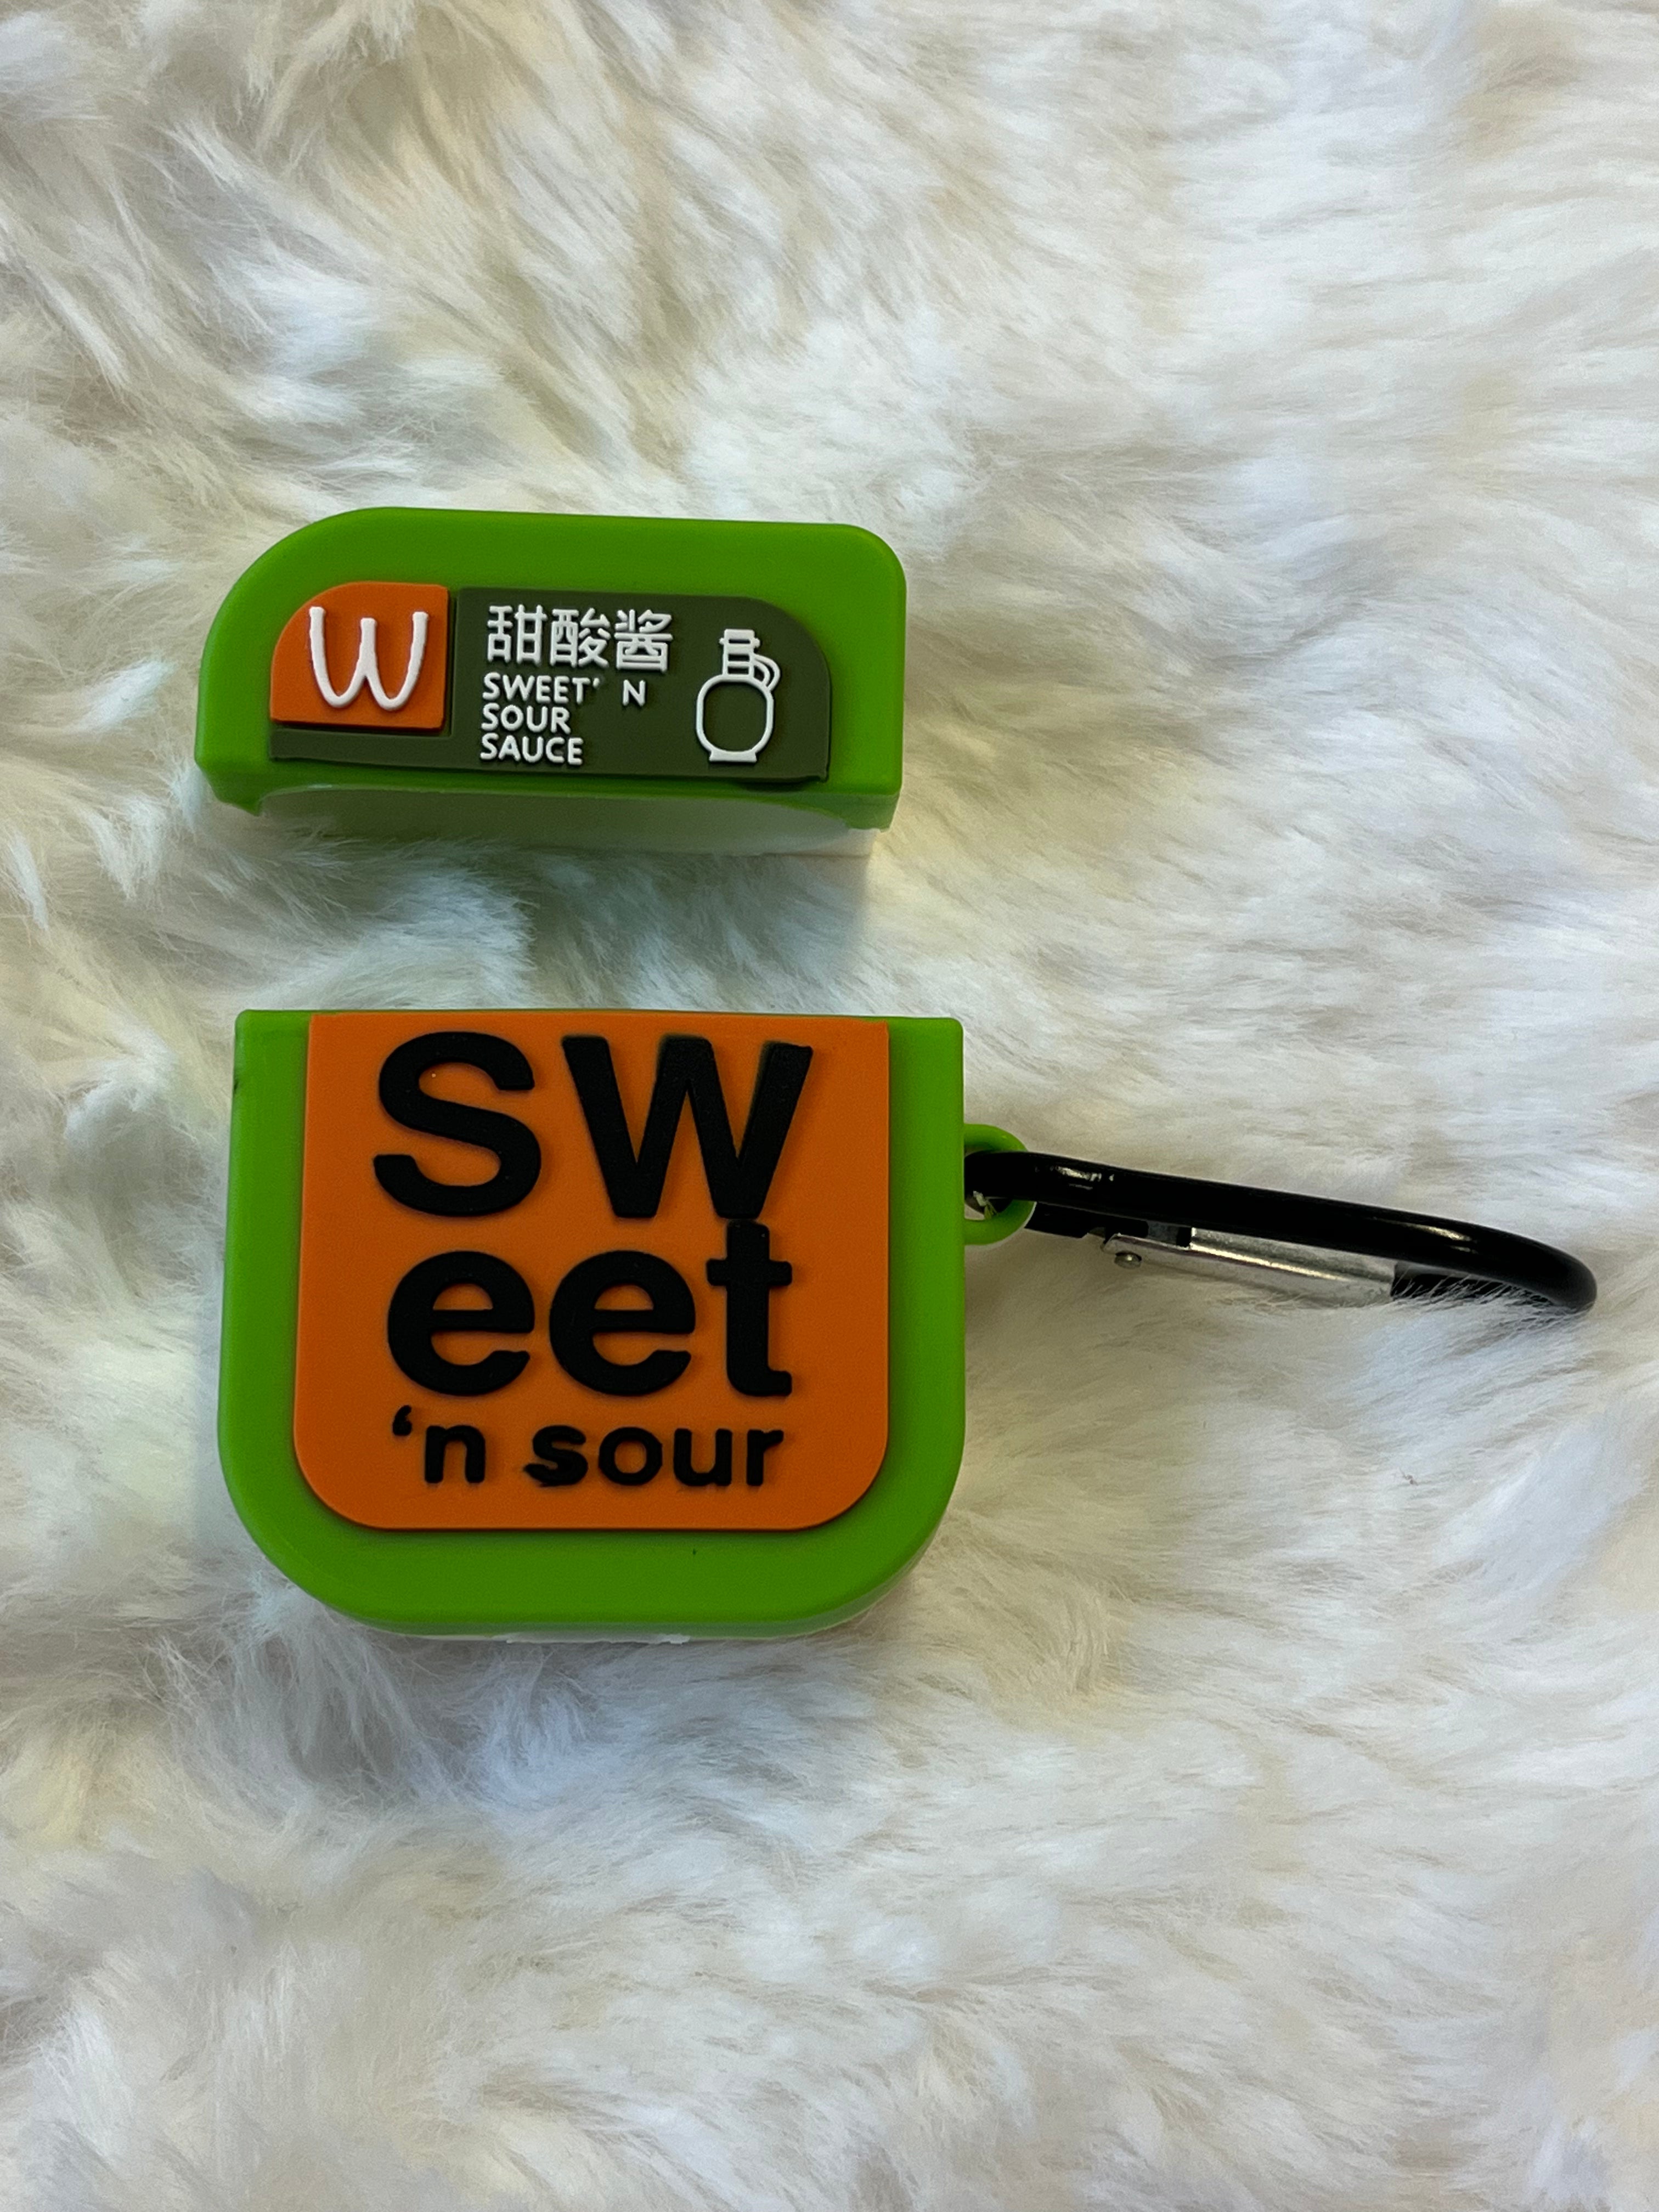 W
甜酸酱
SWEET' N
SOUR
SAUCE
sw
eet
‘n sour